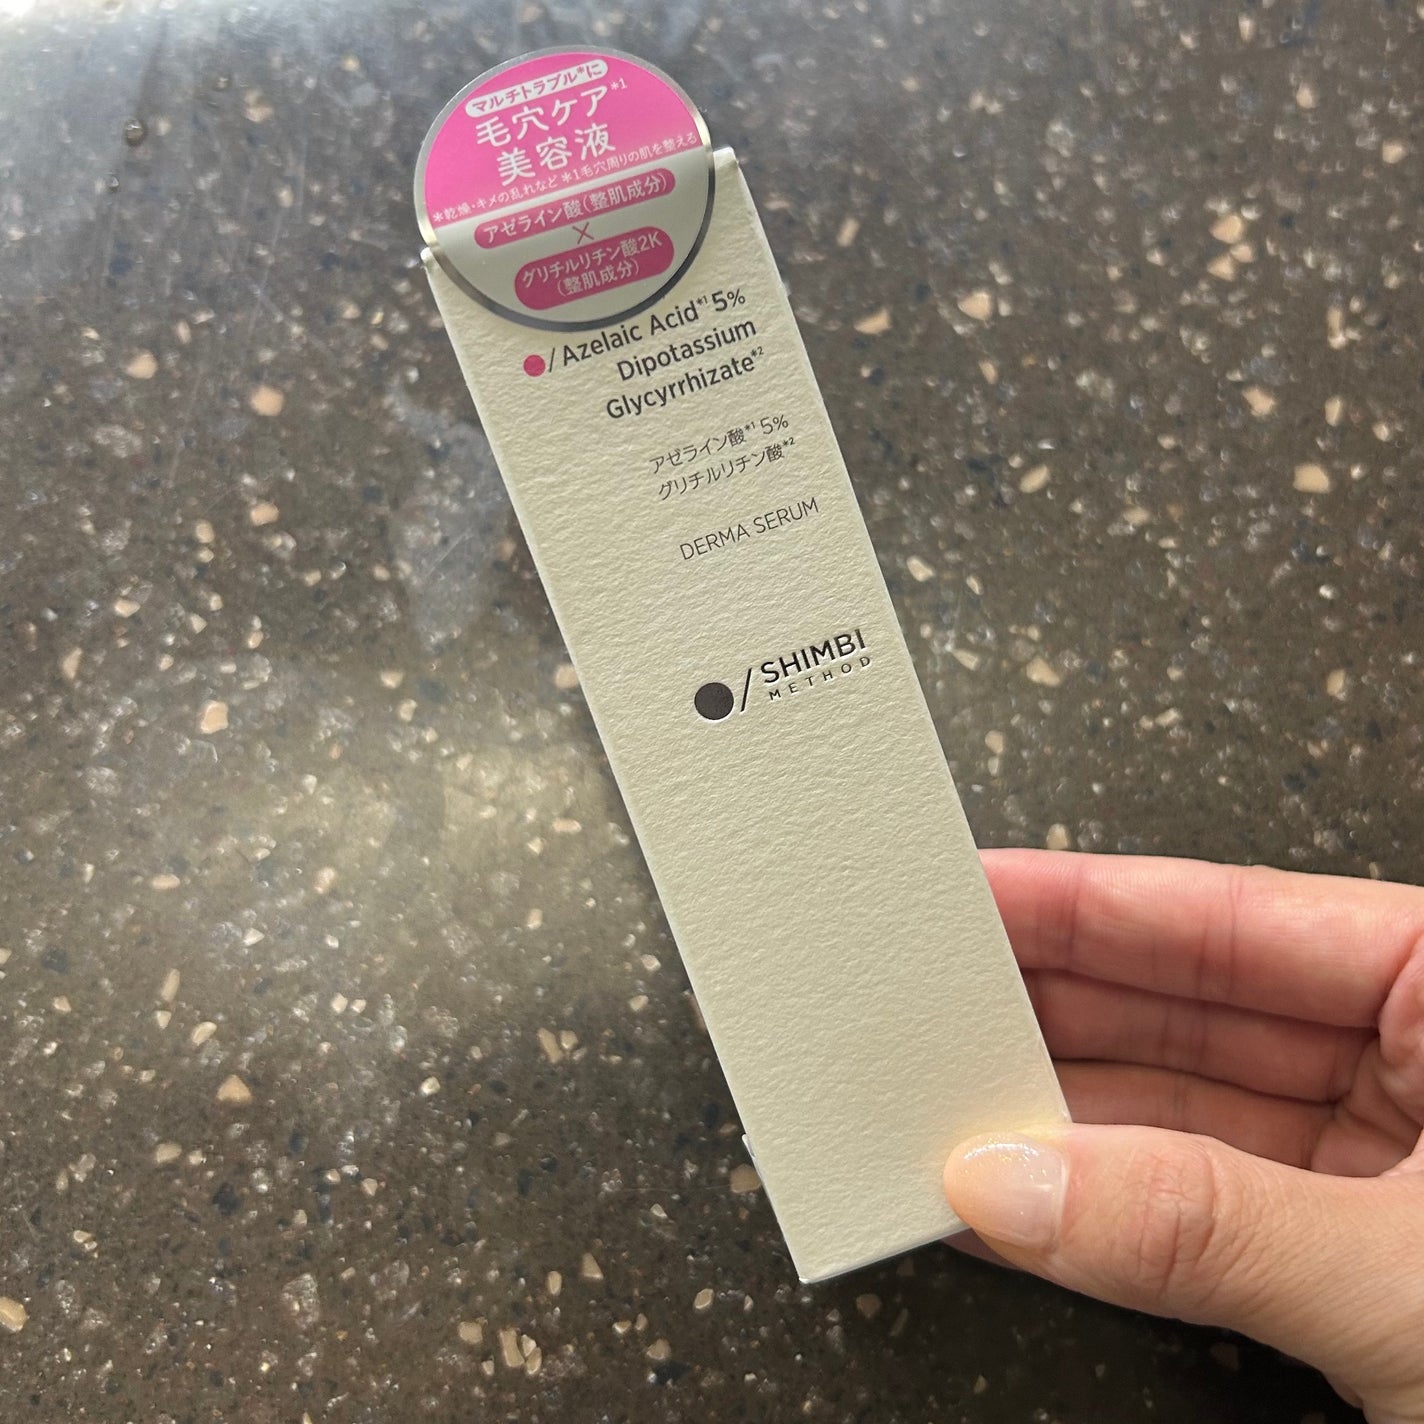 マルチトラブル*に
毛穴ケア*1
美容液
*乾燥・キメの乱れなど *1毛穴周りの肌を整える
アゼライン酸(整肌成分)
×
グリチルリチン酸2K
(整肌成分)
/Azelaic Acid*1 5%
Dipotassium
Glycyrrhizate*2
アゼライン酸*1 5%
グリチルリチン酸*2
DERMA SERUM
/SHIMBI
METHOD